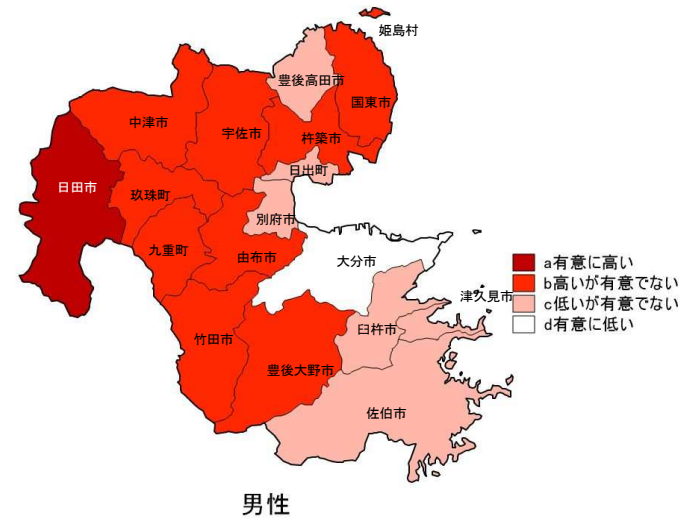 姫島村
豊後高田市
国東市
中津市
宇佐市
杵築市
日出町
日田市
玖珠町
別府市
九重町
由布市
大分市
a有意に高い
b高いが有意でない
津久見市
c低いが有意でない
臼杵市
d有意に低い
竹田市
豊後大野市
佐伯市
男性